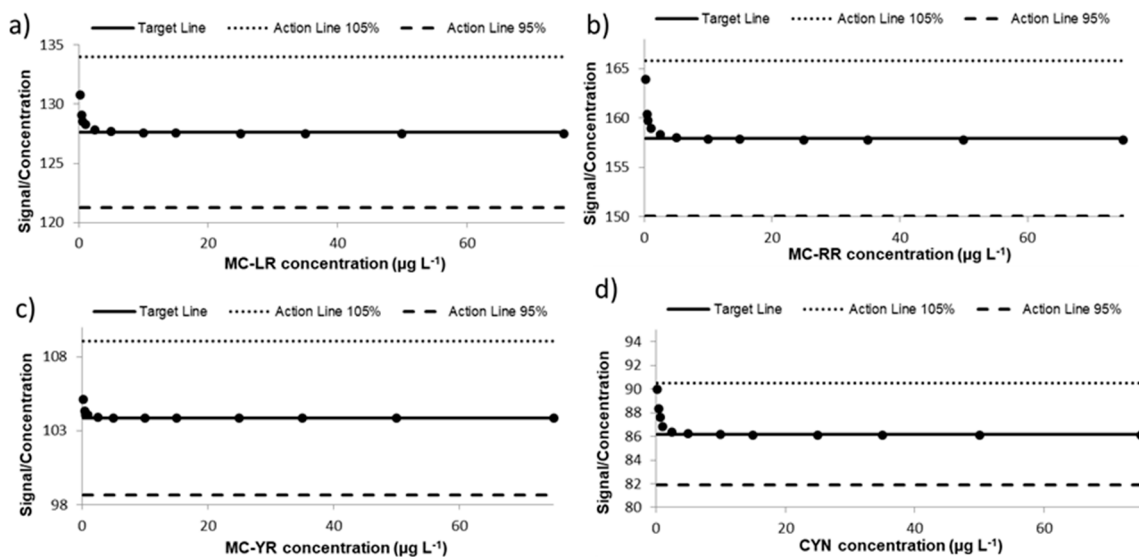 a)
Target Line Action Line 105% Action Line 95%
135
130
125
120
Signal/Concentration
0 20 40 60
MC-LR concentration (µg L⁻¹)
b)
Target Line Action Line 105% Action Line 95%
165
160
155
150
Signal/Concentration
0 20 40 60
MC-RR concentration (µg L⁻¹)
c)
Target Line Action Line 105% Action Line 95%
108
103
98
Signal/Concentration
0 20 40 60
MC-YR concentration (µg L⁻¹)
d)
Target Line Action Line 105% Action Line 95%
94
92
90
88
86
84
82
80
Signal/Concentration
0 20 40 60
CYN concentration (µg L⁻¹)